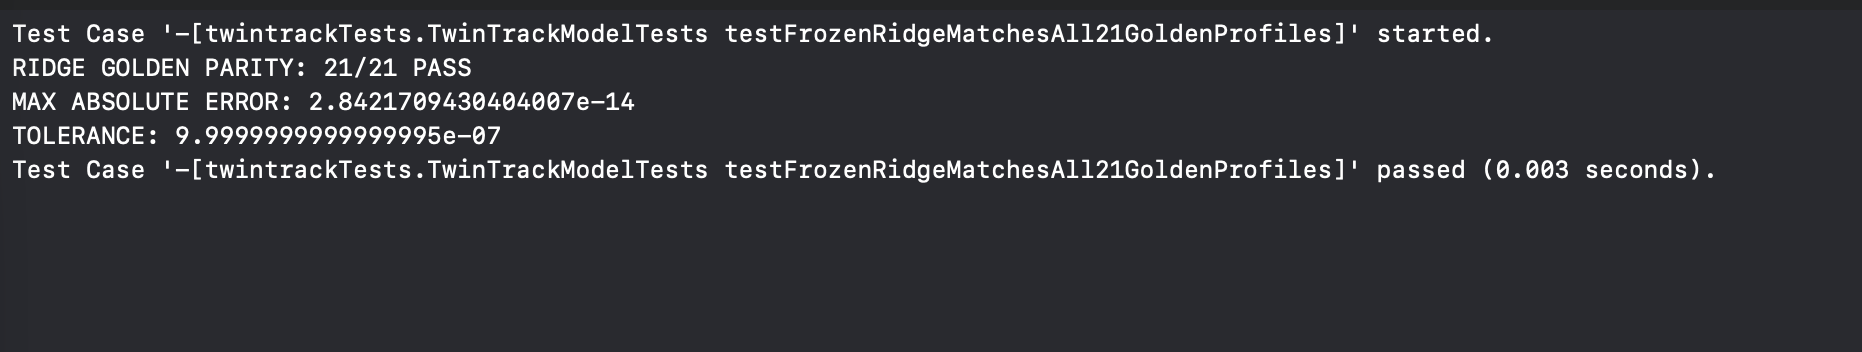 Test Case '-[twintrackTests.TwinTrackModelTests testFrozenRidgeMatchesAll21GoldenProfiles]' started.
RIDGE GOLDEN PARITY: 21/21 PASS
MAX ABSOLUTE ERROR: 2.8421709430404007e-14
TOLERANCE: 9.9999999999999995e-07
Test Case '-[twintrackTests.TwinTrackModelTests testFrozenRidgeMatchesAll21GoldenProfiles]' passed (0.003 seconds).